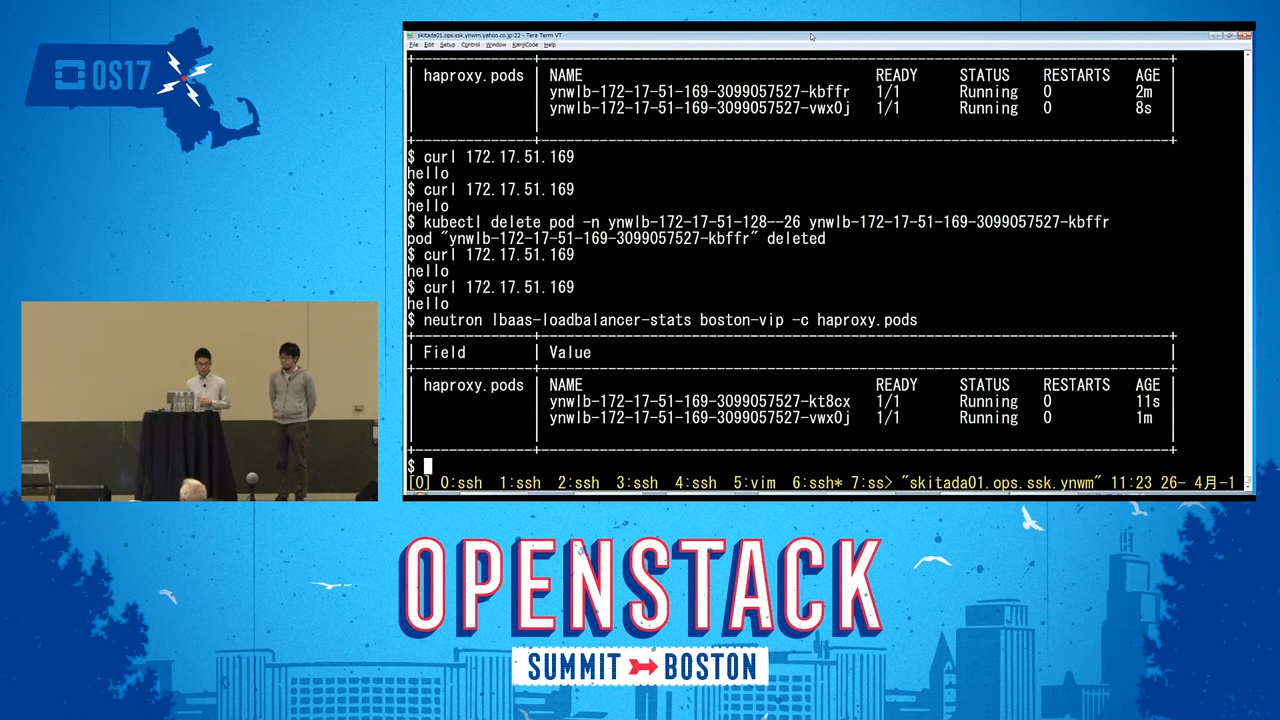 OS17
skitada01.ops.ssk.ynwm.yahoo.co.jp:22 - Tera Term VT
File Edit Setup Control Window KanjiCode Help
haproxy.pods NAME READY STATUS RESTARTS AGE
ynwlb-172-17-51-169-3099057527-kbffr 1/1 Running 0 2m
ynwlb-172-17-51-169-3099057527-vwx0j 1/1 Running 0 8s
$ curl 172.17.51.169
hello
$ curl 172.17.51.169
hello
$ kubectl delete pod -n ynwlb-172-17-51-128--26 ynwlb-172-17-51-169-3099057527-kbffr
pod "ynwlb-172-17-51-169-3099057527-kbffr" deleted
$ curl 172.17.51.169
hello
$ curl 172.17.51.169
hello
$ neutron lbaas-loadbalancer-stats boston-vip -c haproxy.pods
Field Value
haproxy.pods NAME READY STATUS RESTARTS AGE
ynwlb-172-17-51-169-3099057527-kt8cx 1/1 Running 0 11s
ynwlb-172-17-51-169-3099057527-vwx0j 1/1 Running 0 1m
$
[0] 0:ssh 1:ssh 2:ssh 3:ssh 4:ssh 5:vim 6:ssh* 7:ss> "skitada01.ops.ssk.ynwm" 11:23 26- 4月-1
OPENSTACK
SUMMIT BOSTON